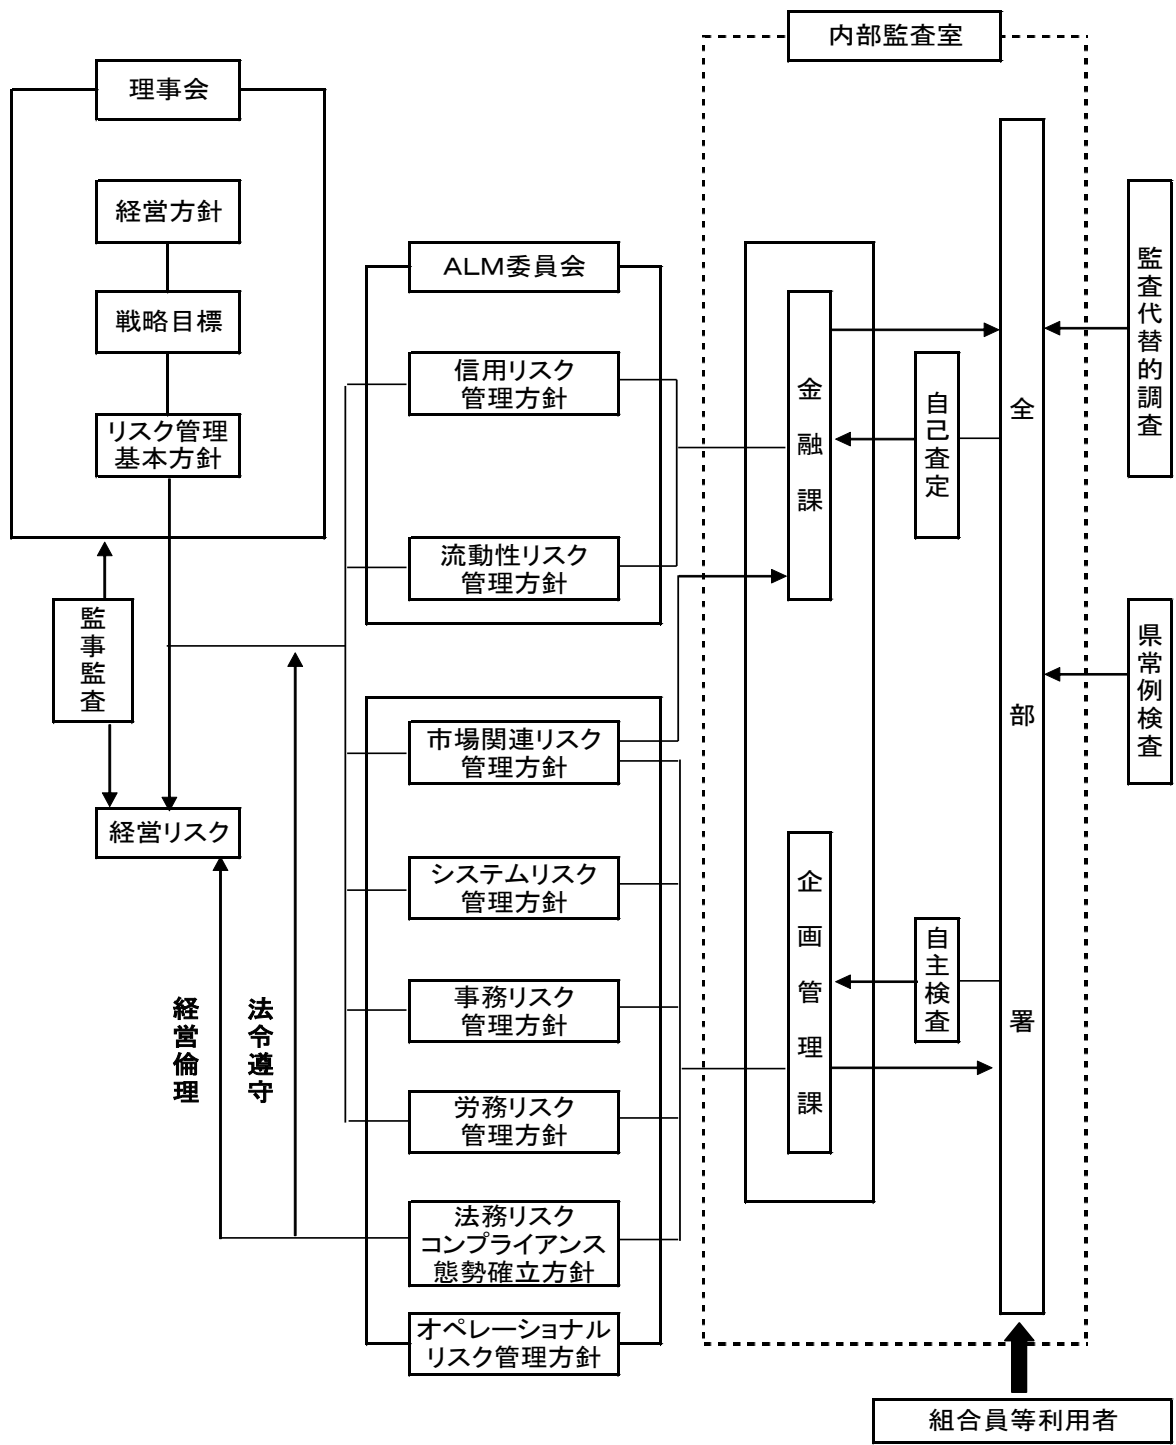 内部監査室
理事会
経営方針
戦略目標
リスク管理
基本方針
監事監査
経営リスク
経営倫理
法令遵守
ALM委員会
信用リスク
管理方針
流動性リスク
管理方針
市場関連リスク
管理方針
システムリスク
管理方針
事務リスク
管理方針
労務リスク
管理方針
法務リスク
コンプライアンス
態勢確立方針
オペレーショナル
リスク管理方針
金融課
企画管理課
自己査定
自主検査
全部署
監査代替的調査
県常例検査
組合員等利用者